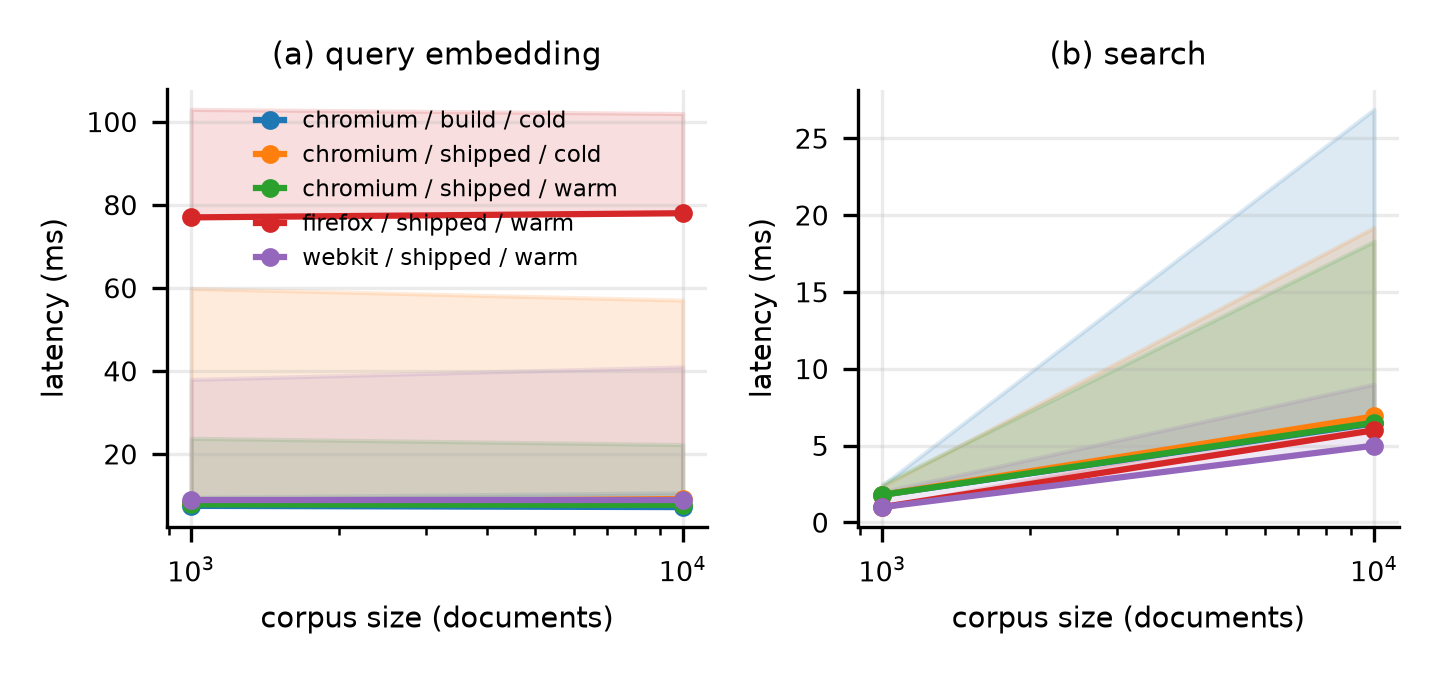 (a) query embedding
100
80
60
40
20
latency (ms)
chromium / build / cold
chromium / shipped / cold
chromium / shipped / warm
firefox / shipped / warm
webkit / shipped / warm
10³
10⁴
corpus size (documents)
(b) search
25
20
15
10
5
0
latency (ms)
10³
10⁴
corpus size (documents)